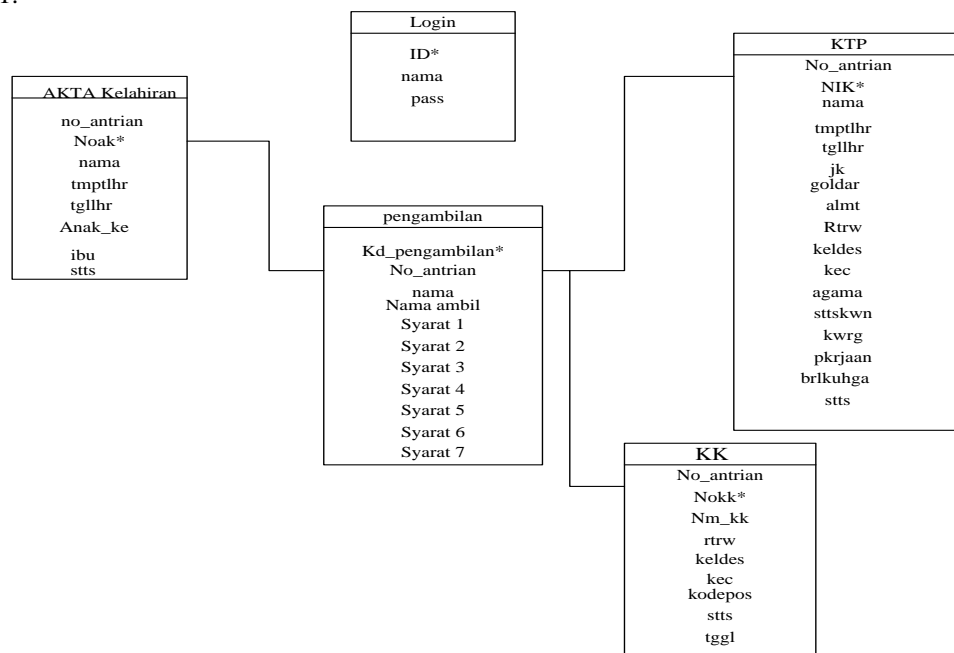 1.
Login
ID*
nama
pass
AKTA Kelahiran
no_antrian
Noak*
nama
tmptlhr
tgllhr
Anak_ke
ibu
stts
pengambilan
Kd_pengambilan*
No_antrian
nama
Nama ambil
Syarat 1
Syarat 2
Syarat 3
Syarat 4
Syarat 5
Syarat 6
Syarat 7
KTP
No_antrian
NIK*
nama
tmptlhr
tgllhr
jk
goldar
almt
Rtrw
keldes
kec
agama
sttskwn
kwrg
pkrjaan
brlkuhga
stts
KK
No_antrian
Nokk*
Nm_kk
rtrw
keldes
kec
kodepos
stts
tggl